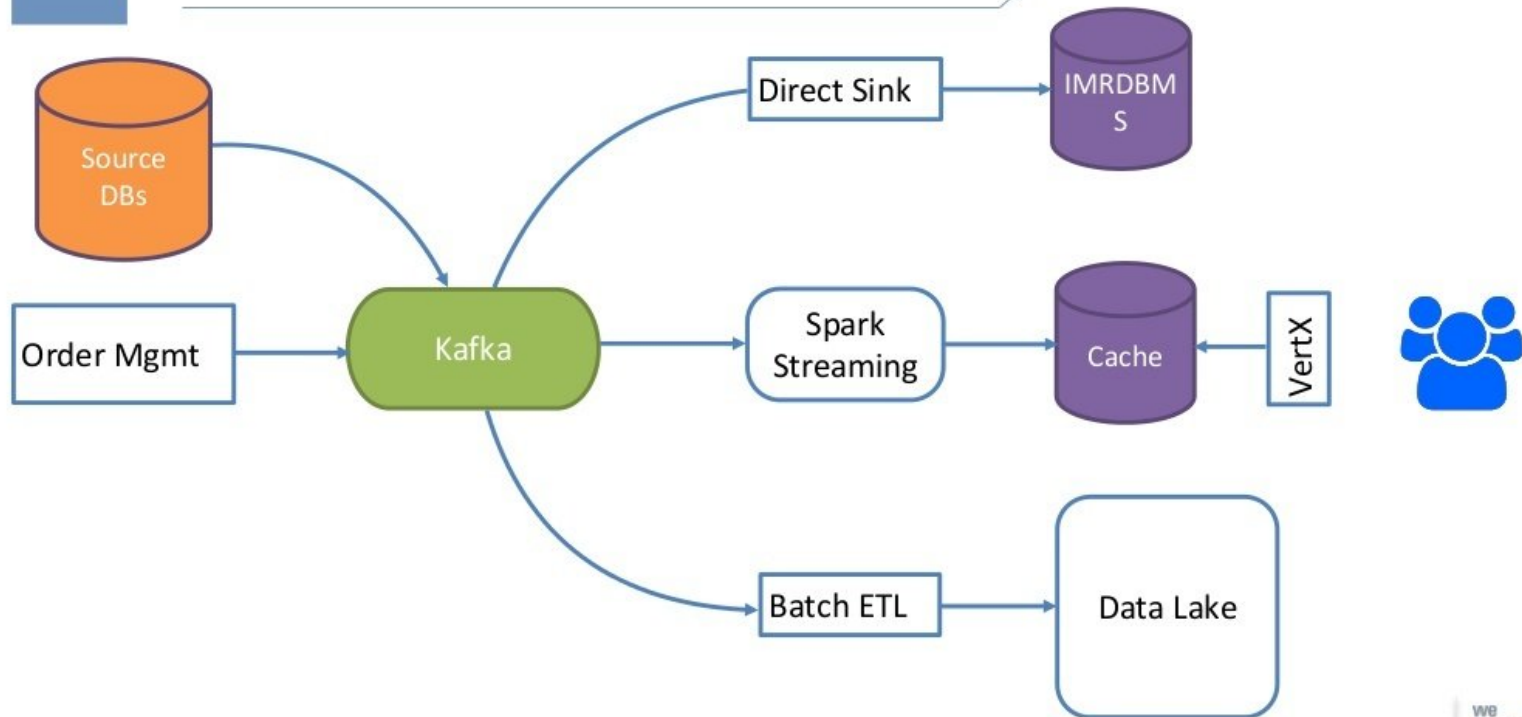 Source
DBs
Order Mgmt
Kafka
Direct Sink
IMRDBM
S
Spark
Streaming
Cache
VertX
Batch ETL
Data Lake
we